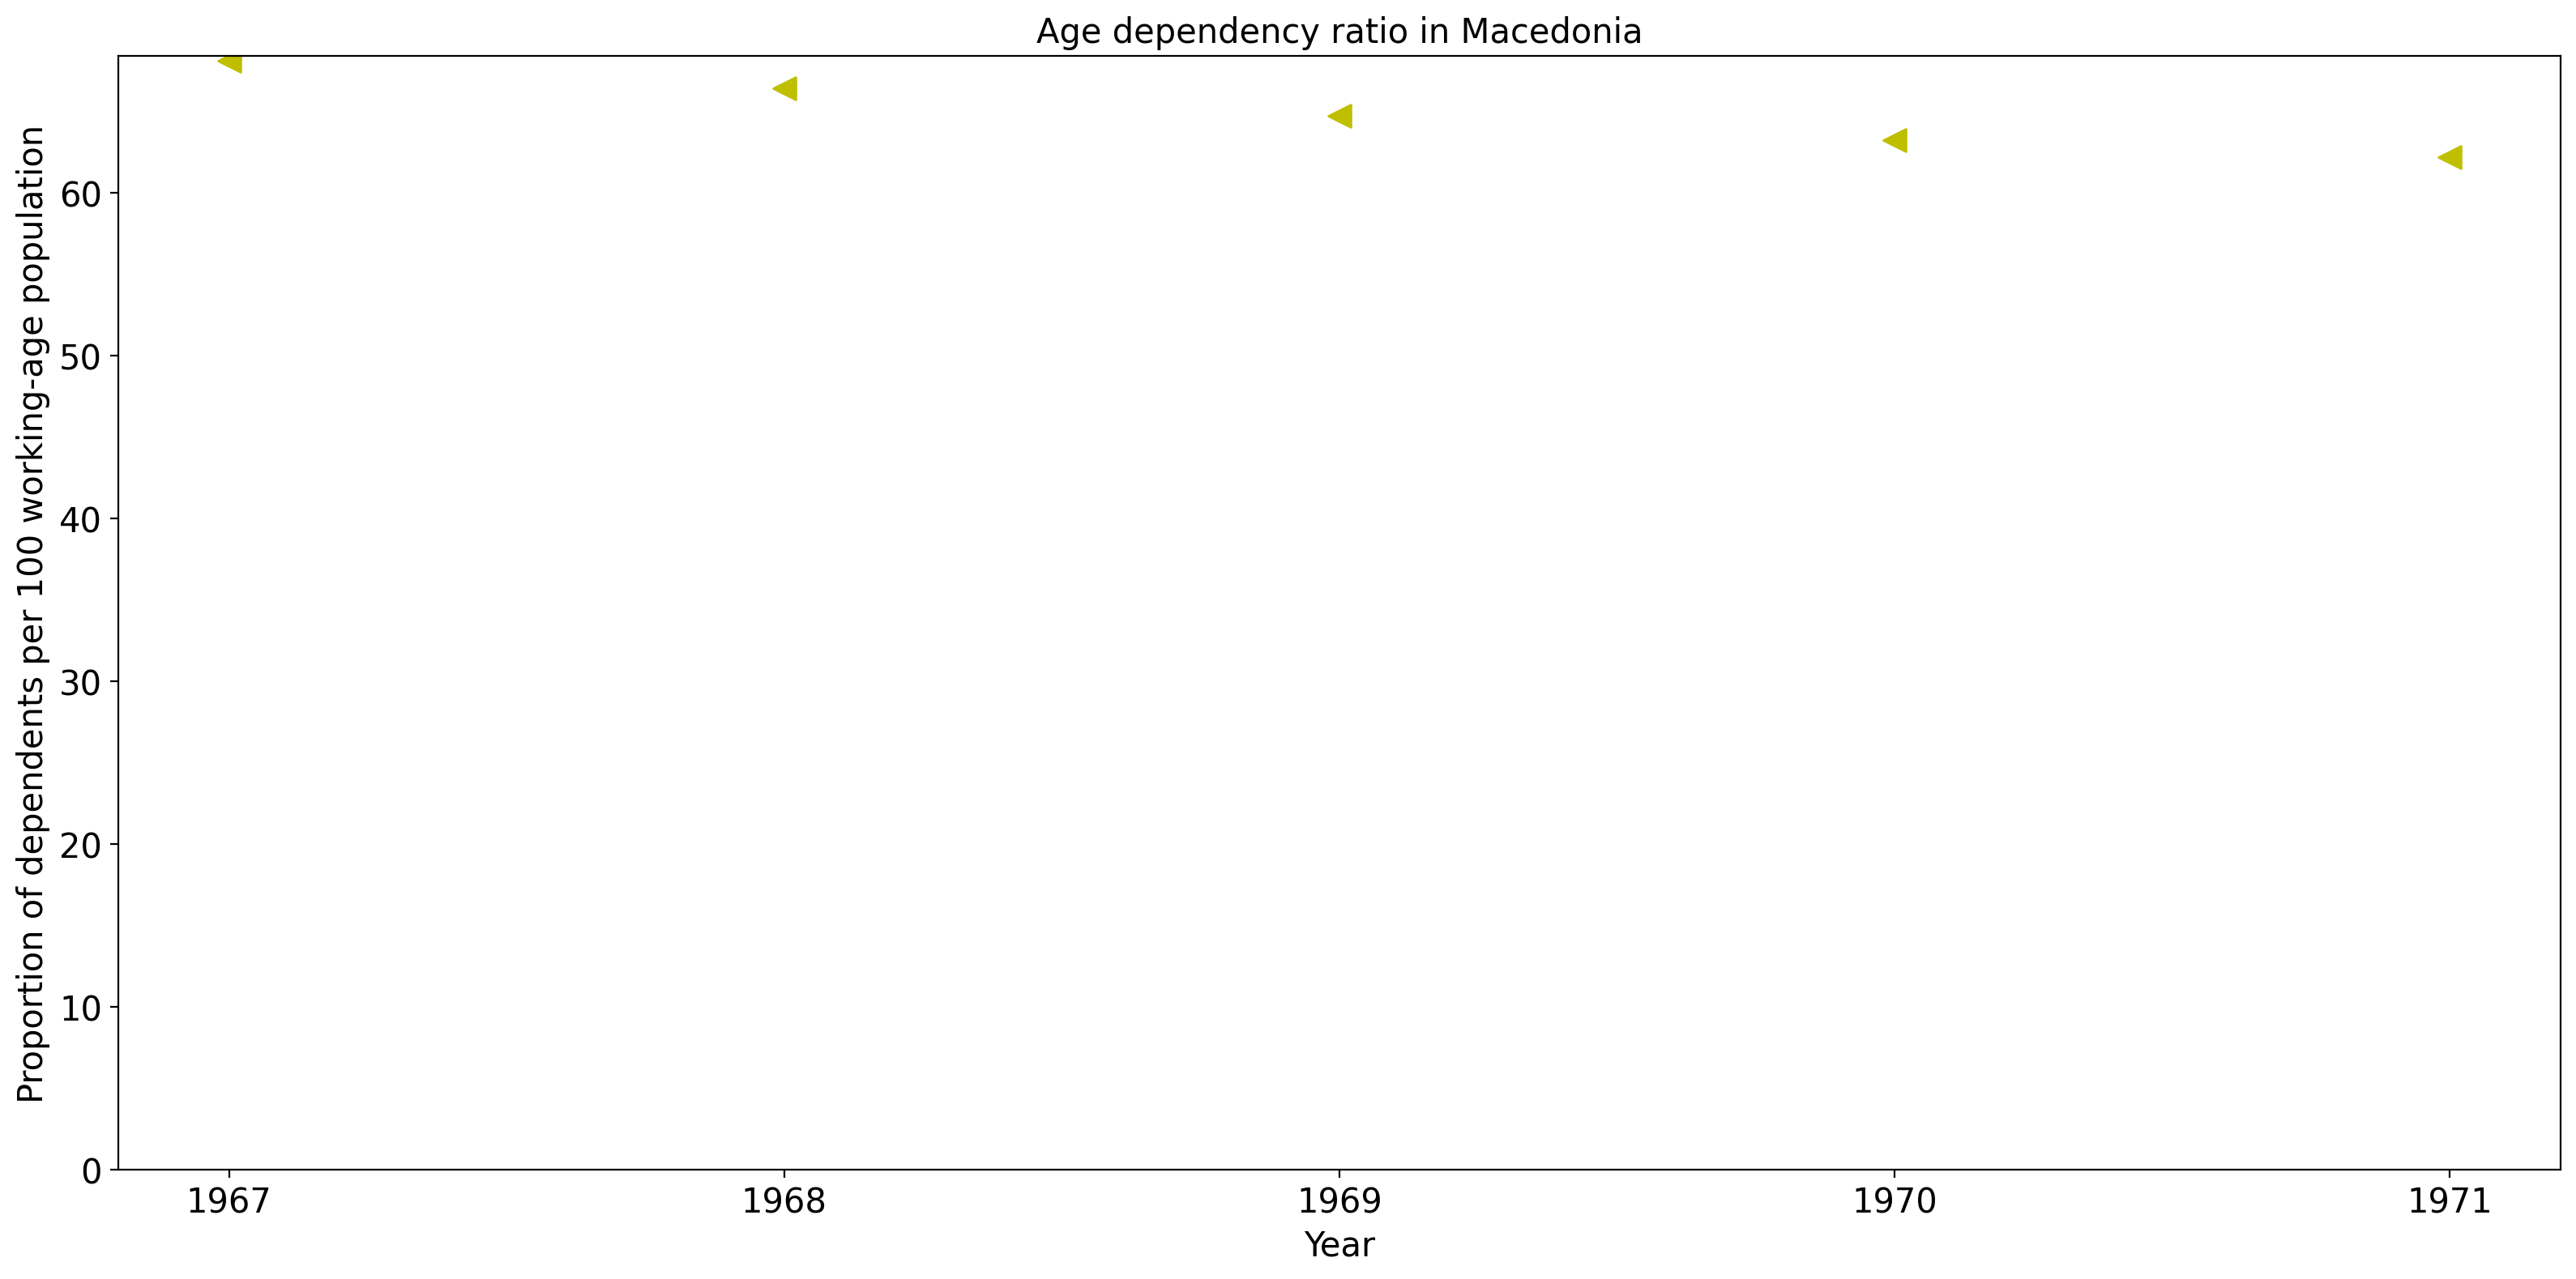 Age dependency ratio in Macedonia
Proportion of dependents per 100 working-age population
60
50
40
30
20
10
0
1967 1968 1969 1970 1971
Year